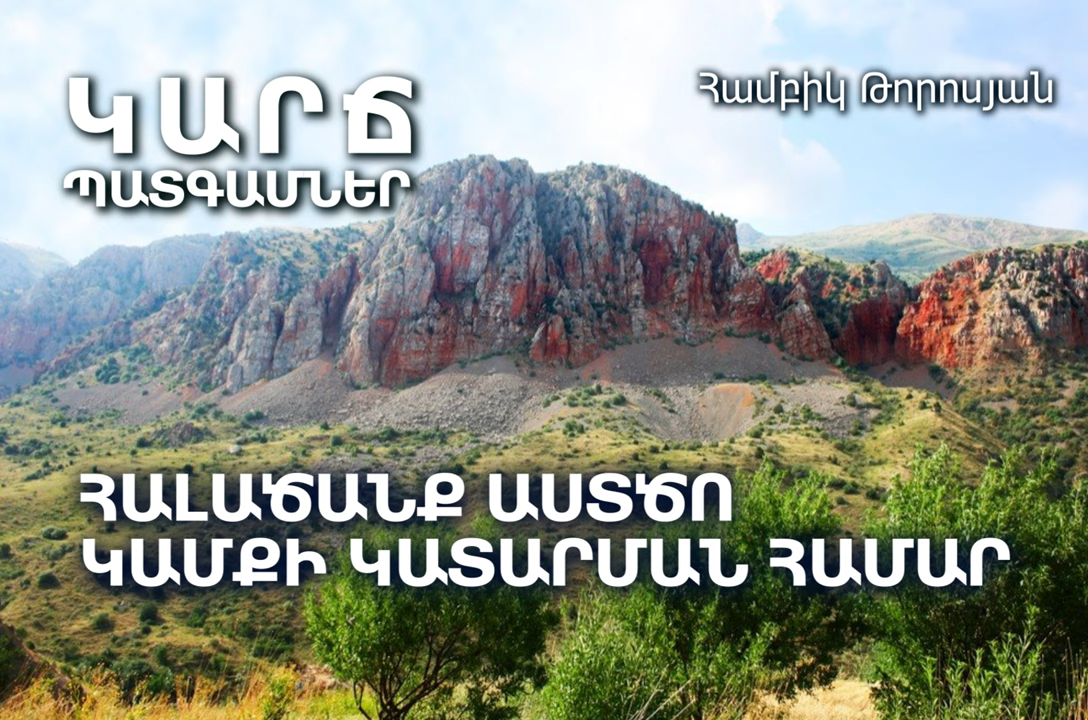 ԿԱՐՃ
ՊԱՏԳԱՄՆԵՐ
Համբիկ Թորոսյան
ՀԱԼԱԾԱՆՔ ԱՍՏԾՈ
ԿԱՄՔԻ ԿԱՏԱՐՄԱՆ ՀԱՄԱՐ